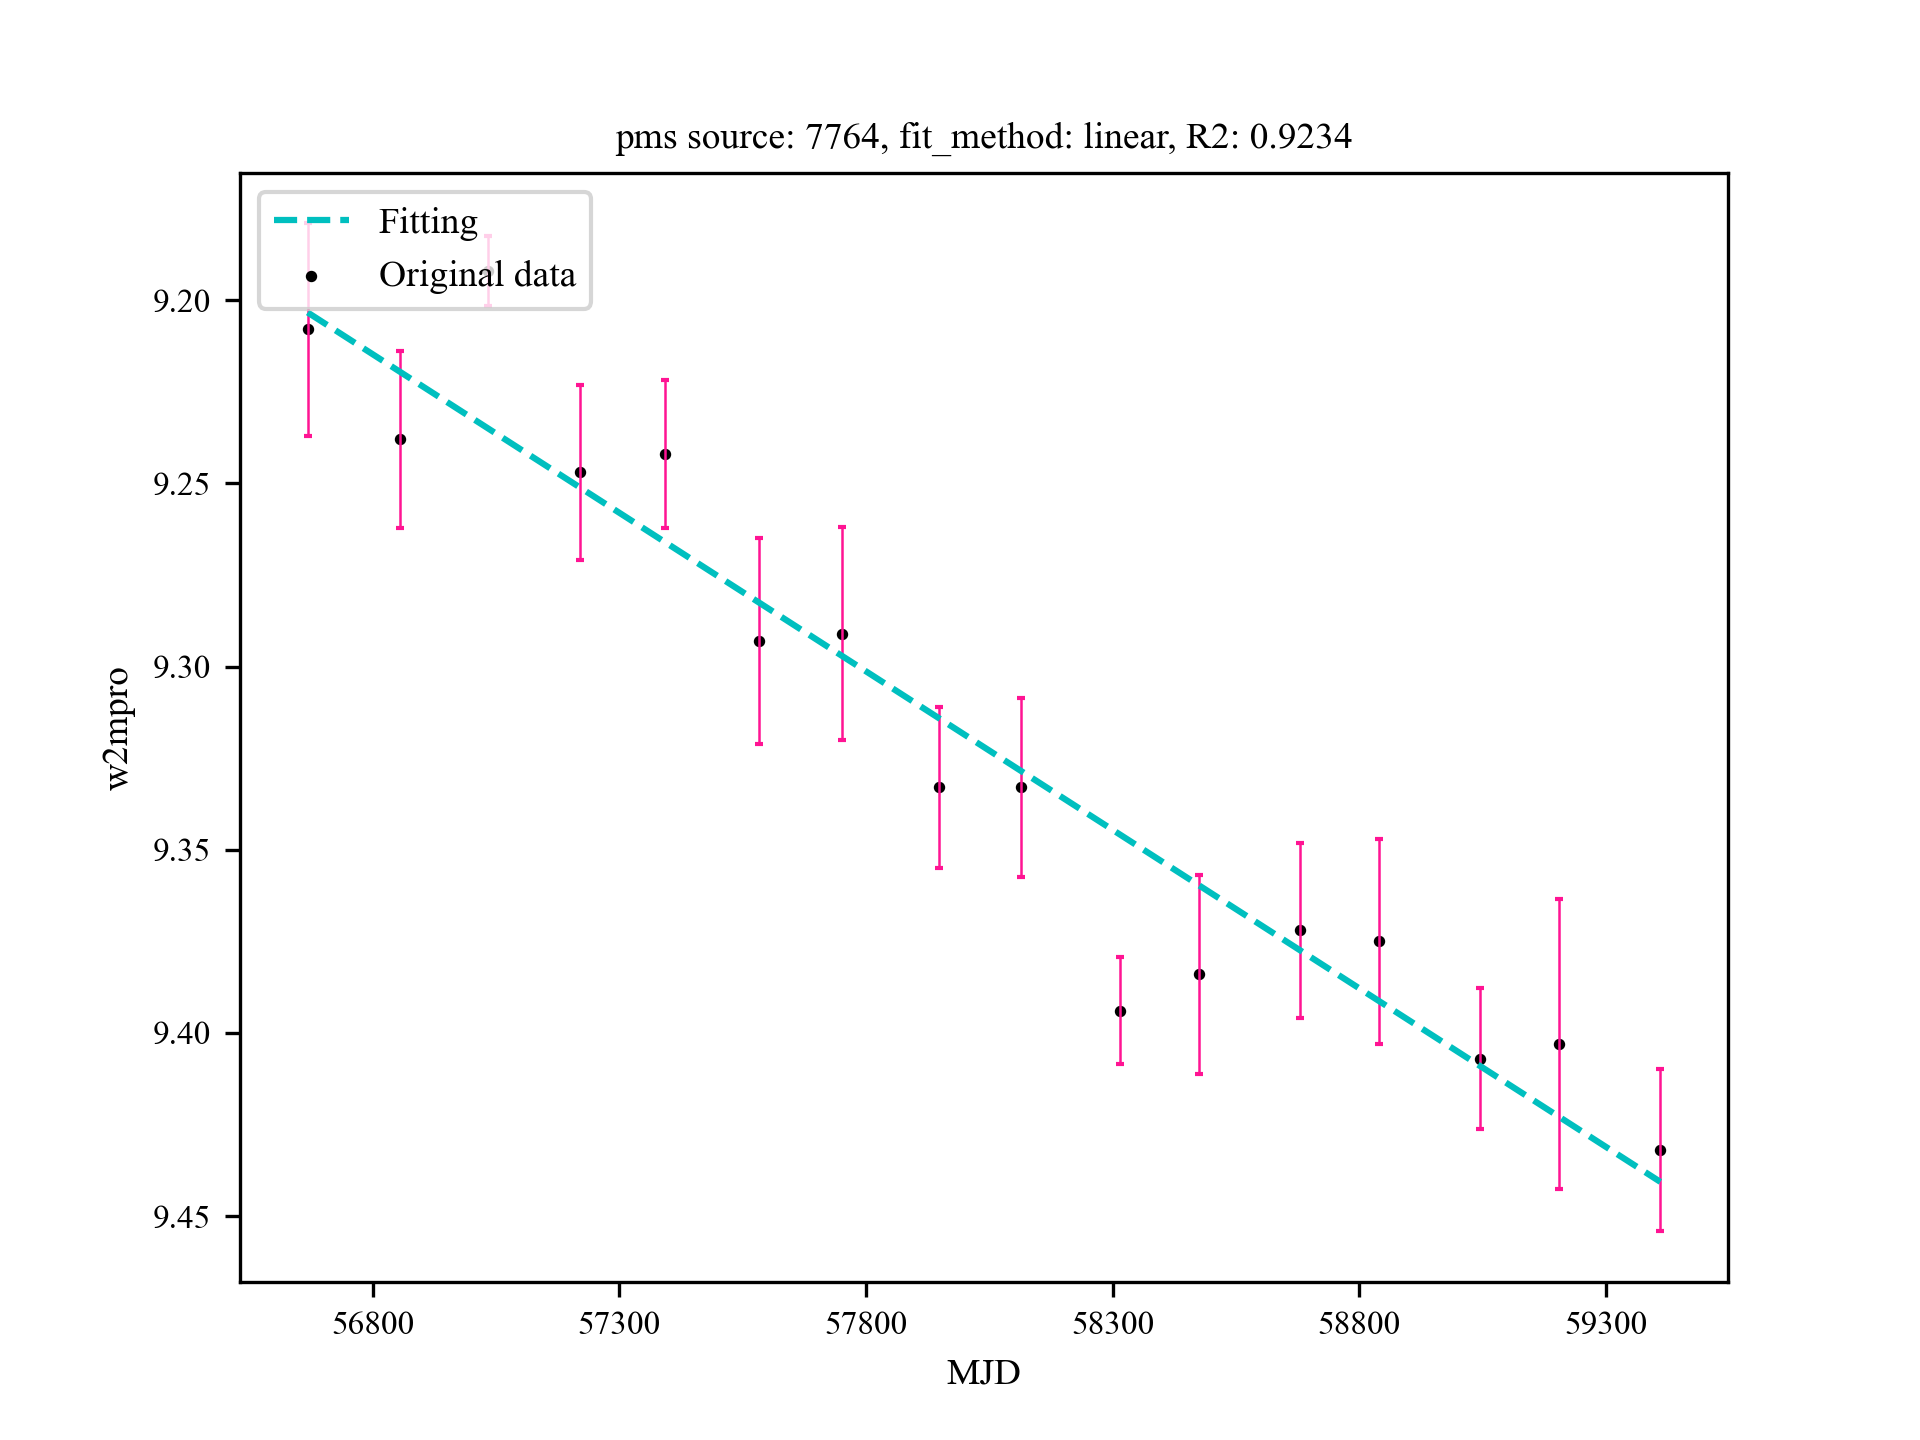 pms source: 7764, fit_method: linear, R2: 0.9234
Fitting
Original data
9.20
9.25
9.30
9.35
9.40
9.45
w2mpro
56800 57300 57800 58300 58800 59300
MJD